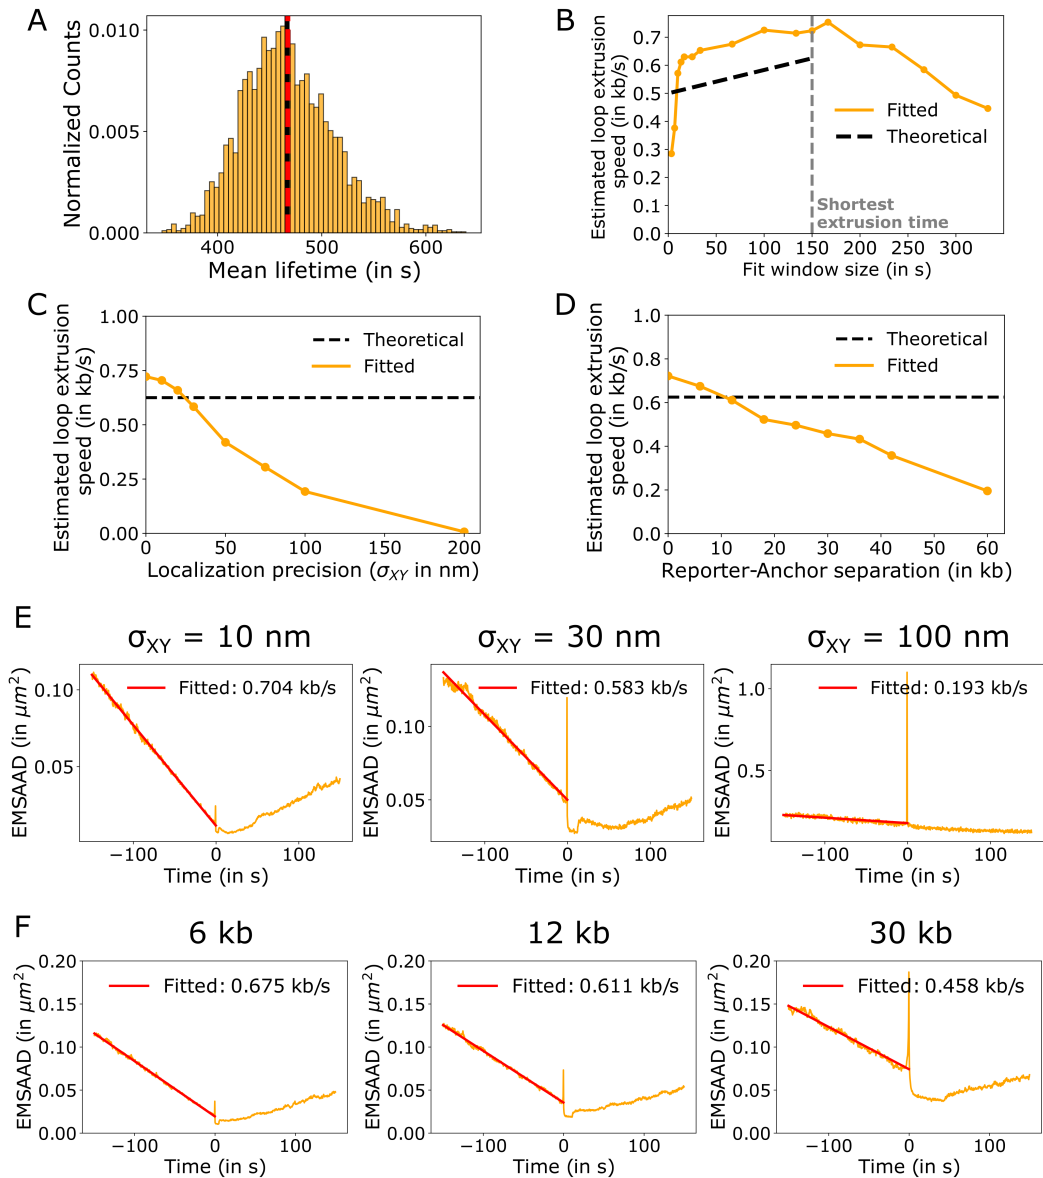 A
Normalized Counts
0.010
0.005
0.000
400
500
600
Mean lifetime (in s)
B
Estimated loop extrusion
speed (in kb/s)
0.7
0.6
0.5
0.4
0.3
0.2
0.1
0.0
Fitted
Theoretical
Shortest
extrusion time
0
50
100
150
200
250
300
Fit window size (in s)
C
Estimated loop extrusion
speed (in kb/s)
1.00
0.75
0.50
0.25
0.00
Theoretical
Fitted
0
50
100
150
200
Localization precision (σXY in nm)
D
Estimated loop extrusion
speed (in kb/s)
1.0
0.8
0.6
0.4
0.2
0.0
Theoretical
Fitted
0
10
20
30
40
50
60
Reporter-Anchor separation (in kb)
E
σXY = 10 nm
EMSAAD (in μm²)
0.10
0.05
Fitted: 0.704 kb/s
−100
0
100
Time (in s)
σXY = 30 nm
EMSAAD (in μm²)
0.10
0.05
Fitted: 0.583 kb/s
−100
0
100
Time (in s)
σXY = 100 nm
EMSAAD (in μm²)
1.0
0.5
Fitted: 0.193 kb/s
−100
0
100
Time (in s)
F
6 kb
EMSAAD (in μm²)
0.20
0.15
0.10
0.05
0.00
Fitted: 0.675 kb/s
−100
0
100
Time (in s)
12 kb
EMSAAD (in μm²)
0.20
0.15
0.10
0.05
0.00
Fitted: 0.611 kb/s
−100
0
100
Time (in s)
30 kb
EMSAAD (in μm²)
0.20
0.15
0.10
0.05
0.00
Fitted: 0.458 kb/s
−100
0
100
Time (in s)